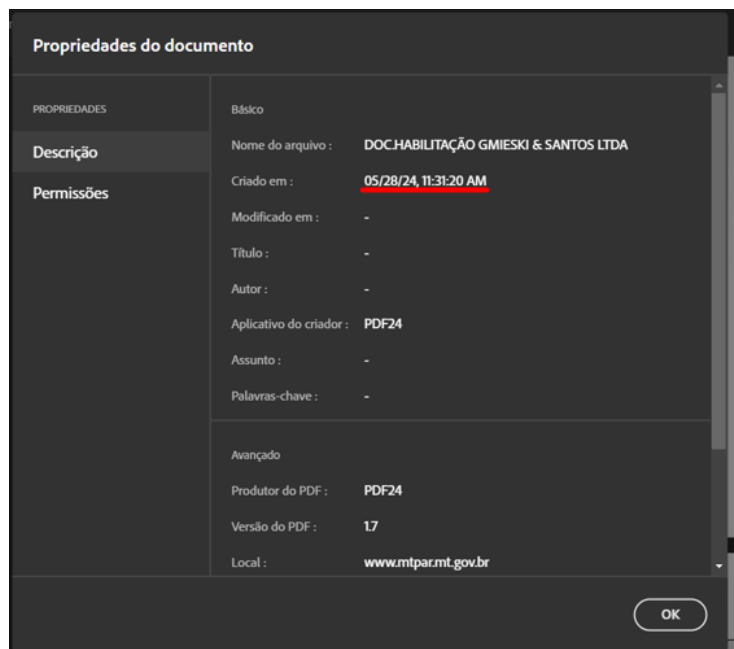 Propriedades do documento
PROPRIEDADES
Descrição
Permissões
Básico
Nome do arquivo : DOC.HABILITAÇÃO GMIESKI & SANTOS LTDA
Criado em : 05/28/24, 11:31:20 AM
Modificado em : -
Título : -
Autor : -
Aplicativo do criador : PDF24
Assunto : -
Palavras-chave : -
Avançado
Produtor do PDF : PDF24
Versão do PDF : 1.7
Local : www.mtpar.mt.gov.br
OK